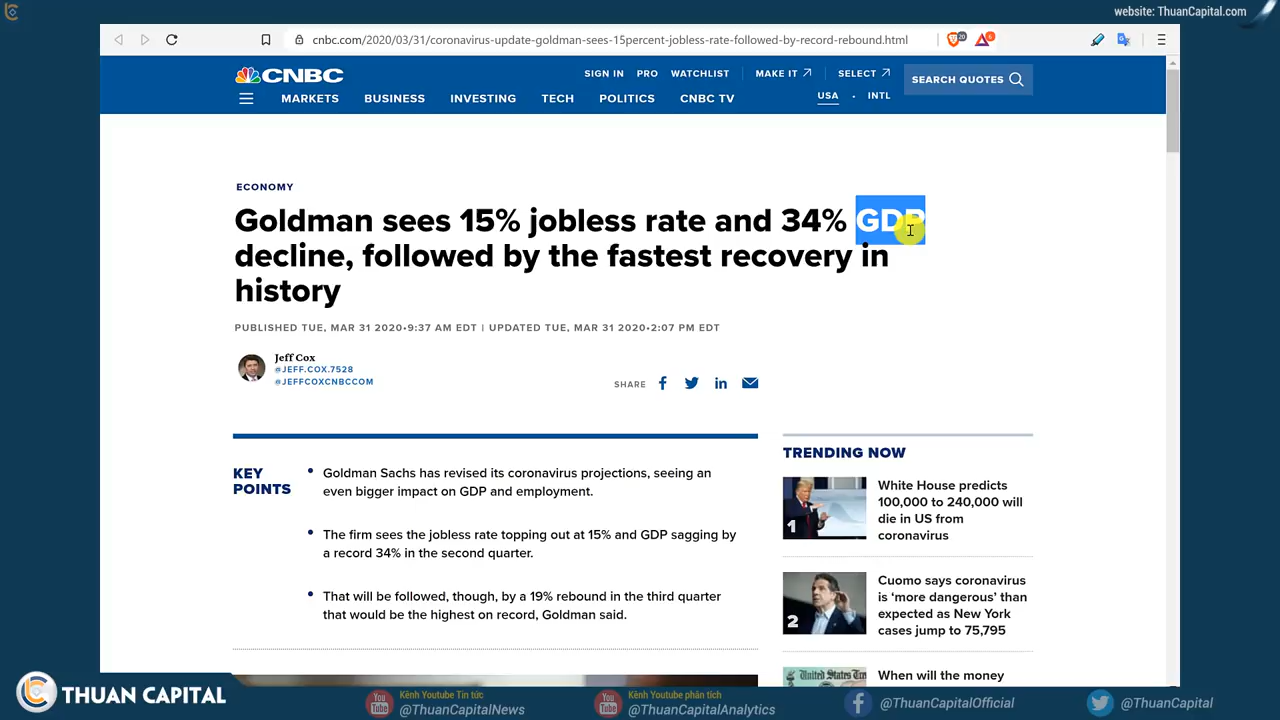 website: ThuanCapital.com
cnbc.com/2020/03/31/coronavirus-update-goldman-sees-15percent-jobless-rate-followed-by-record-rebound.html
20
6
CNBC
SIGN IN PRO WATCHLIST MAKE IT SELECT
SEARCH QUOTES
MARKETS BUSINESS INVESTING TECH POLITICS CNBC TV
USA - INTL
ECONOMY
Goldman sees 15% jobless rate and 34% GDP
decline, followed by the fastest recovery in
history
PUBLISHED TUE, MAR 31 2020•9:37 AM EDT | UPDATED TUE, MAR 31 2020•2:07 PM EDT
Jeff Cox
@JEFF.COX.7528
@JEFFCOXCNBCCOM
SHARE
KEY
POINTS
• Goldman Sachs has revised its coronavirus projections, seeing an
even bigger impact on GDP and employment.
• The firm sees the jobless rate topping out at 15% and GDP sagging by
a record 34% in the second quarter.
• That will be followed, though, by a 19% rebound in the third quarter
that would be the highest on record, Goldman said.
TRENDING NOW
1
White House predicts
100,000 to 240,000 will
die in US from
coronavirus
2
Cuomo says coronavirus
is ‘more dangerous’ than
expected as New York
cases jump to 75,795
United States
When will the money
THUAN CAPITAL
You Tube
Kênh Youtube Tin tức
@ThuanCapitalNews
You Tube
Kênh Youtube phân tích
@ThuanCapitalAnalytics
@ThuanCapitalOfficial
@ThuanCapital